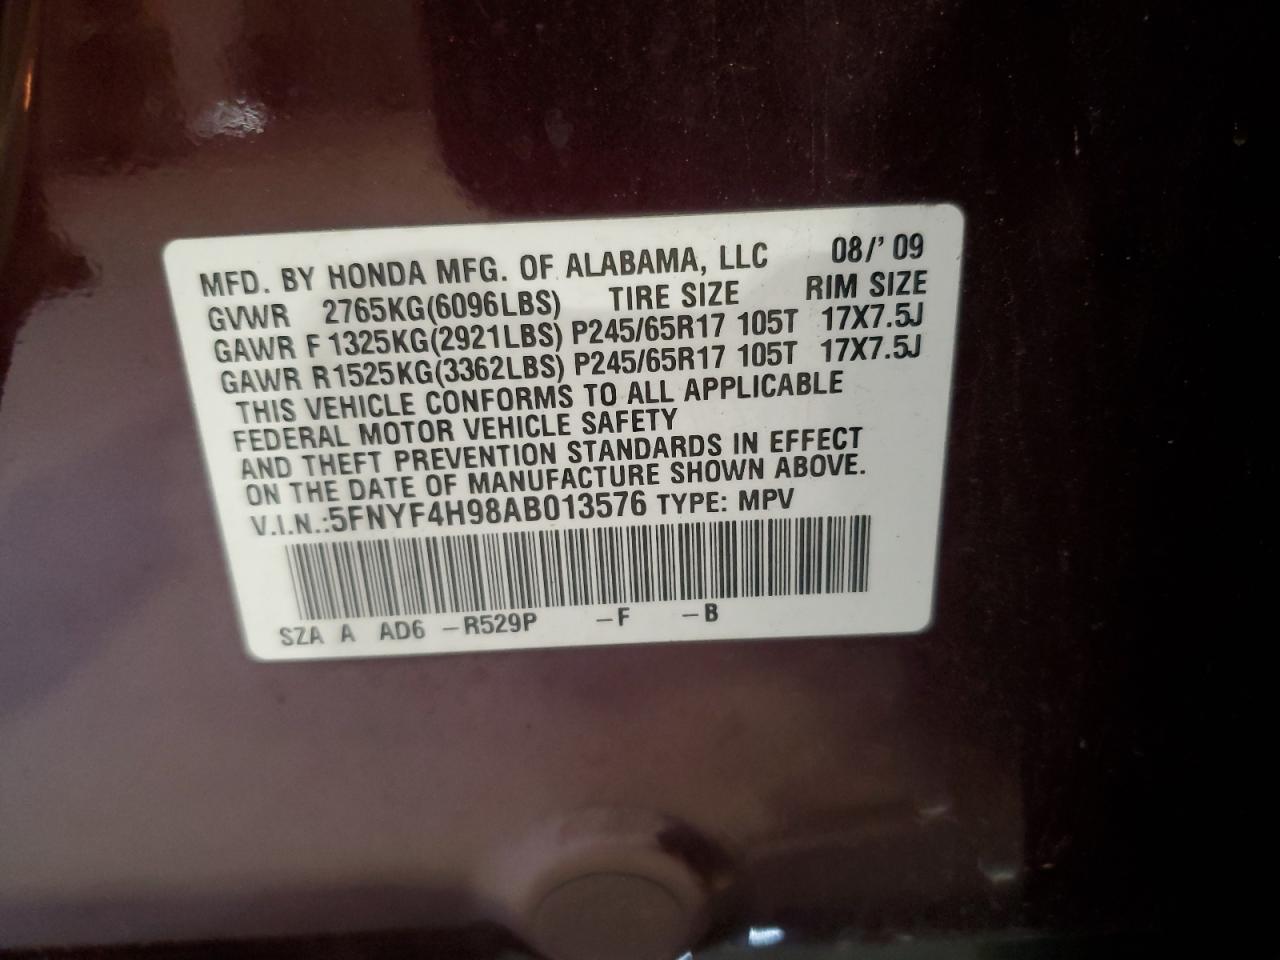 MFD. BY HONDA MFG. OF ALABAMA, LLC 08/'09
GVWR 2765KG(6096LBS) TIRE SIZE RIM SIZE
GAWR F 1325KG(2921LBS) P245/65R17 105T 17X7.5J
GAWR R1525KG(3362LBS) P245/65R17 105T 17X7.5J
THIS VEHICLE CONFORMS TO ALL APPLICABLE
FEDERAL MOTOR VEHICLE SAFETY
AND THEFT PREVENTION STANDARDS IN EFFECT
ON THE DATE OF MANUFACTURE SHOWN ABOVE.
V.I.N.:5FNYF4H98AB013576 TYPE: MPV
SZA A AD6 -R529P -F -B